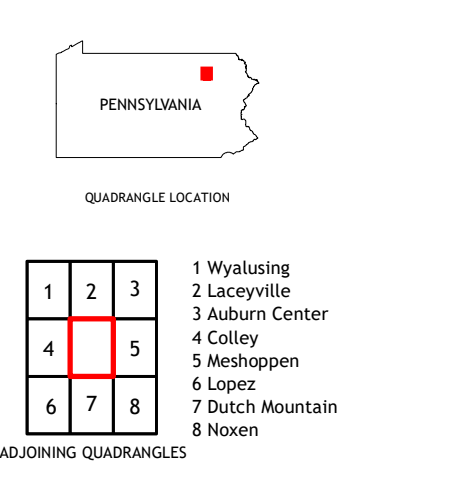 PENNSYLVANIA
QUADRANGLE LOCATION
1 2 3
4 5
6 7 8
1 Wyalusing
2 Laceyville
3 Auburn Center
4 Colley
5 Meshoppen
6 Lopez
7 Dutch Mountain
8 Noxen
ADJOINING QUADRANGLES